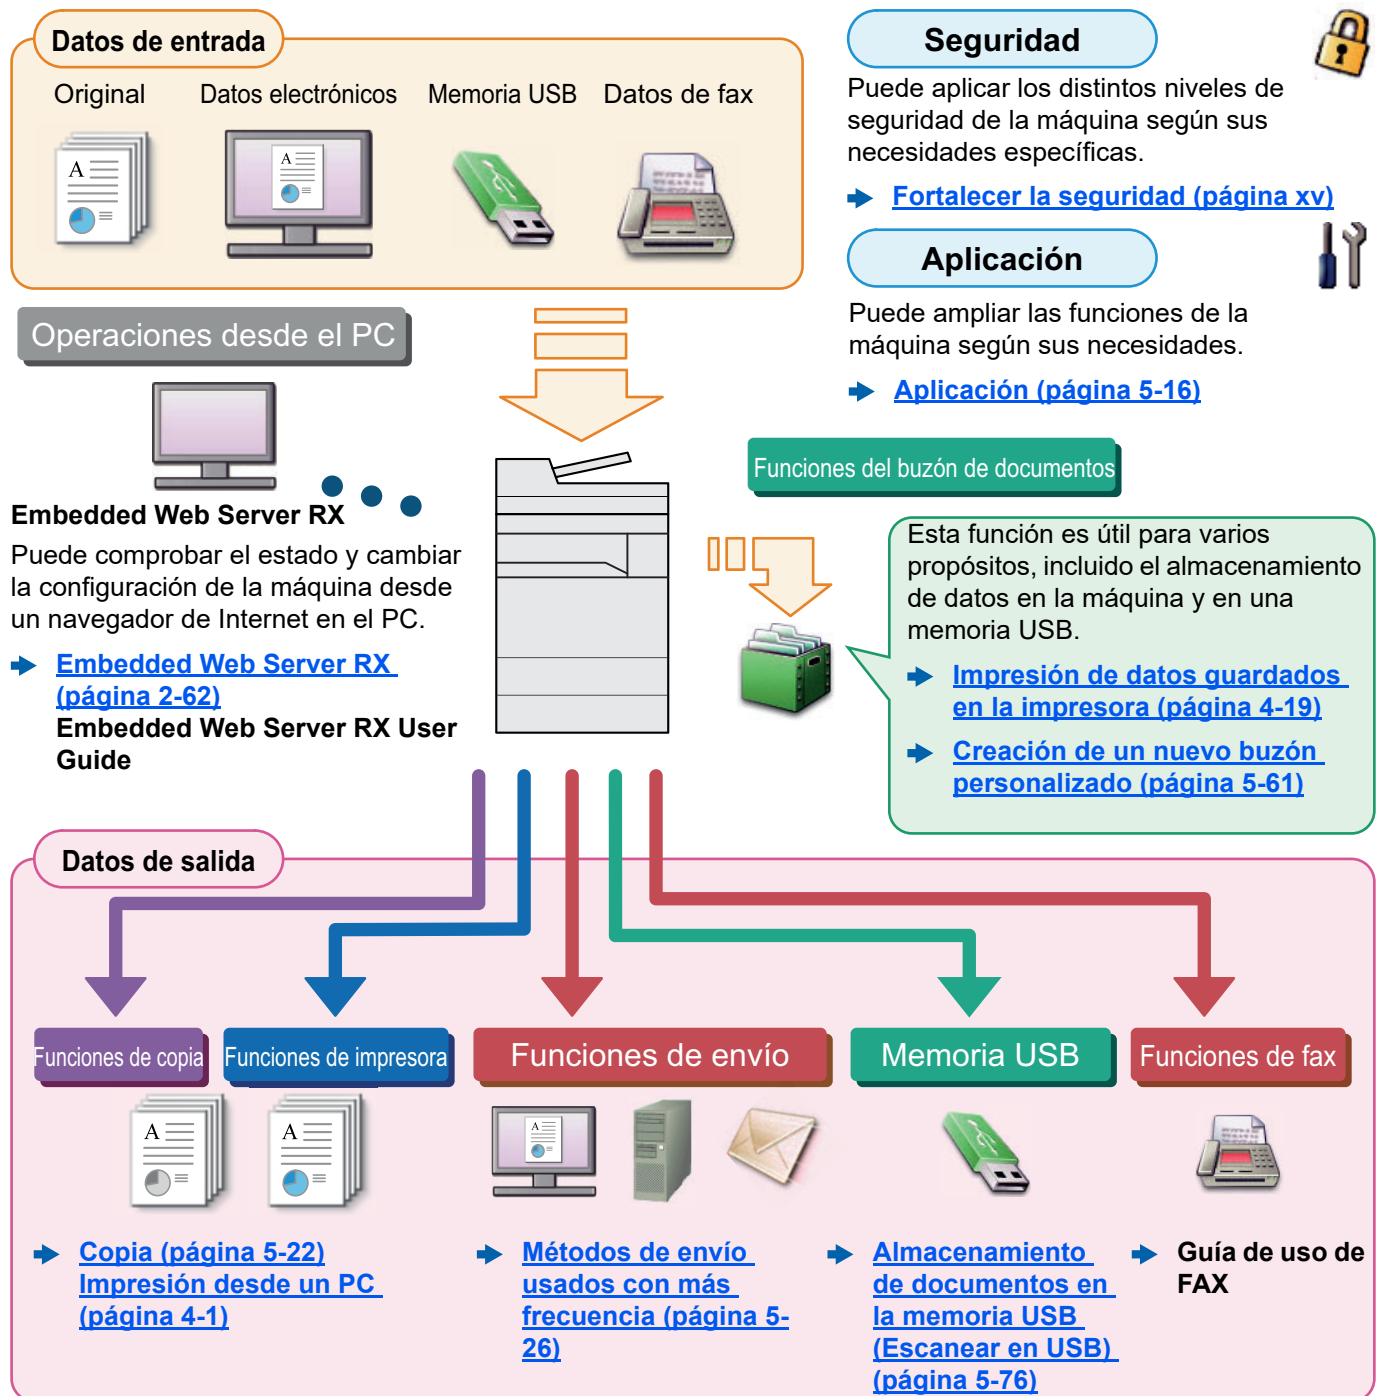 Datos de entrada
Original
Datos electrónicos
Memoria USB
Datos de fax
Seguridad
Puede aplicar los distintos niveles de
seguridad de la máquina según sus
necesidades específicas.
Fortalecer la seguridad (página xv)
Aplicación
Puede ampliar las funciones de la
máquina según sus necesidades.
Aplicación (página 5-16)
Operaciones desde el PC
Embedded Web Server RX
Puede comprobar el estado y cambiar
la configuración de la máquina desde
un navegador de Internet en el PC.
Embedded Web Server RX
(página 2-62)
Embedded Web Server RX User
Guide
Funciones del buzón de documentos
Esta función es útil para varios
propósitos, incluido el almacenamiento
de datos en la máquina y en una
memoria USB.
Impresión de datos guardados
en la impresora (página 4-19)
Creación de un nuevo buzón
personalizado (página 5-61)
Datos de salida
Funciones de copia
Funciones de impresora
Funciones de envío
Memoria USB
Funciones de fax
Copia (página 5-22)
Impresión desde un PC
(página 4-1)
Métodos de envío
usados con más
frecuencia (página 5-
26)
Almacenamiento
de documentos en
la memoria USB
(Escanear en USB)
(página 5-76)
Guía de uso de
FAX